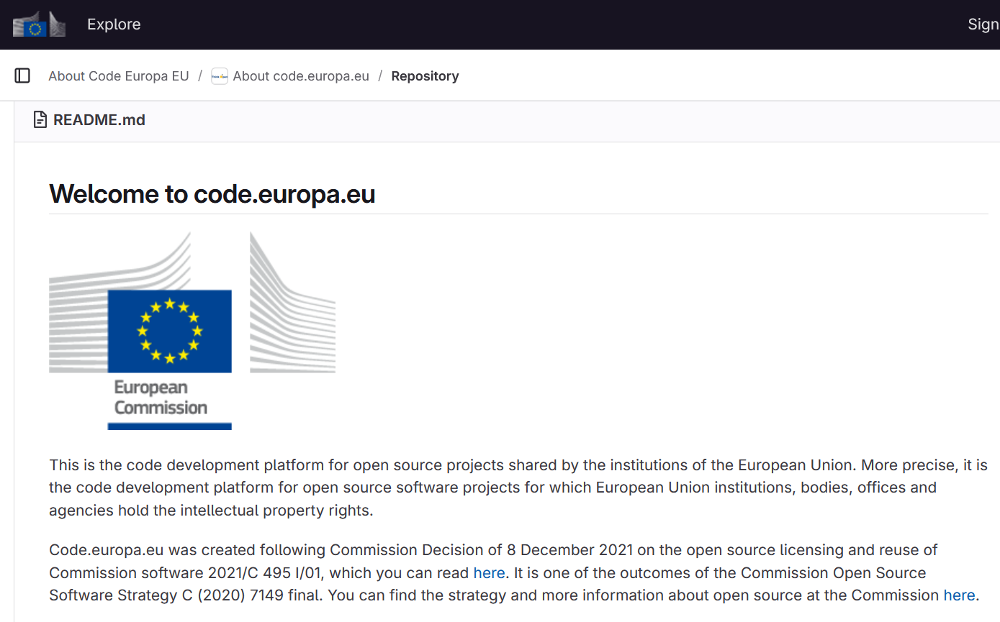 Explore
Sign
About Code Europa EU / About code.europa.eu / Repository
README.md
Welcome to code.europa.eu
European
Commission
This is the code development platform for open source projects shared by the institutions of the European Union. More precise, it is
the code development platform for open source software projects for which European Union institutions, bodies, offices and
agencies hold the intellectual property rights.
Code.europa.eu was created following Commission Decision of 8 December 2021 on the open source licensing and reuse of
Commission software 2021/C 495 I/01, which you can read here. It is one of the outcomes of the Commission Open Source
Software Strategy C (2020) 7149 final. You can find the strategy and more information about open source at the Commission here.